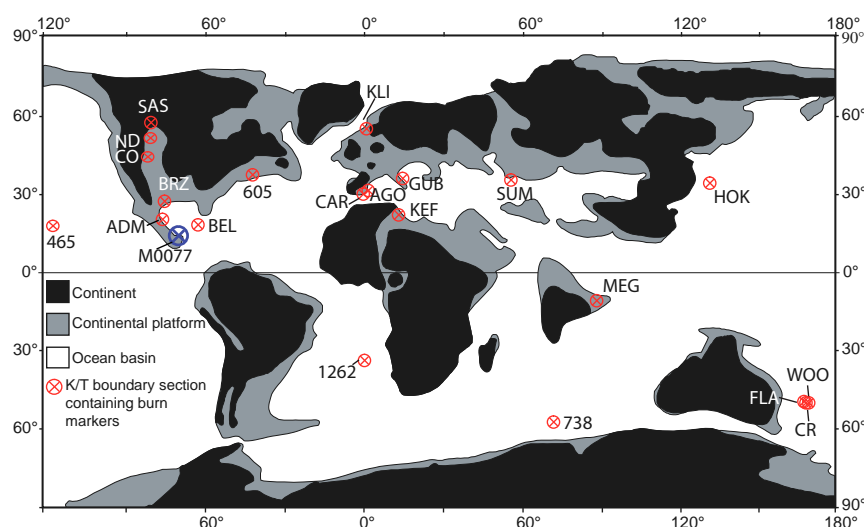 120° 60° 0° 60° 120° 180°
90° 90°
60° 60°
30° 30°
0° 0°
30° 30°
60° 60°
90° 90°
60° 0° 60° 120° 180°
SAS
ND
CO
BRZ
605
KLI
GUB
CAR
AGO
KEF
SUM
HOK
465
ADM
BEL
M0077
MEG
1262
738
WOO
FLA
CR
Continent
Continental platform
Ocean basin
K/T boundary section
containing burn
markers